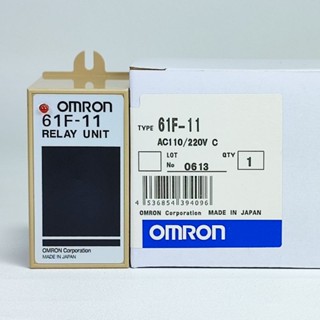 OMRON
61F-11
RELAY UNIT
OMRON Corporation
MADE IN JAPAN
TYPE 61F-11
AC110/220V C
LOT No 0613
QTY 1
4 536854 394096
OMRON Corporation MADE IN JAPAN
OMRON